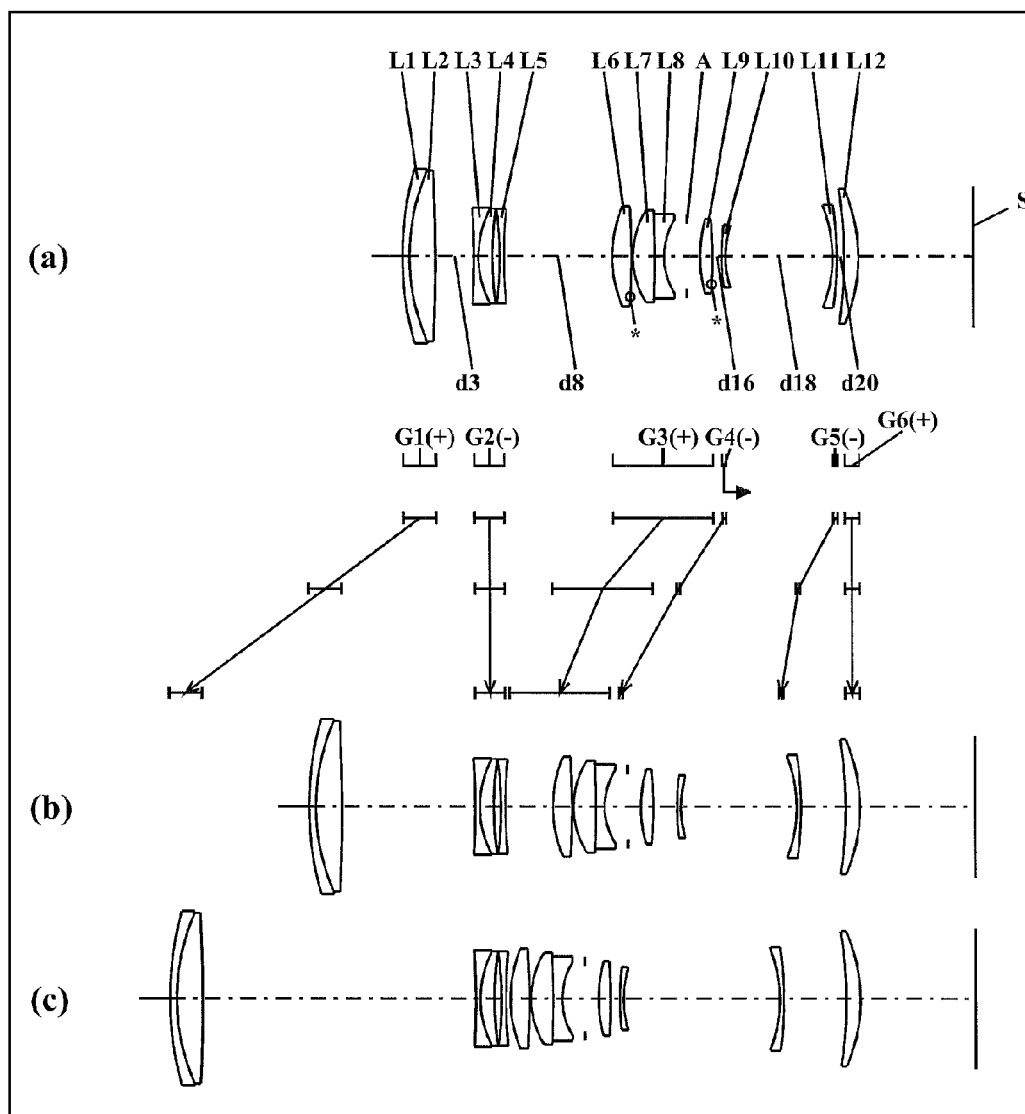 L1 L2 L3 L4 L5 L6 L7 L8 A L9 L10 L11 L12
S
(a)
* *
d3 d8 d16 d18 d20
G1(+) G2(-) G3(+) G4(-) G5(-) G6(+)
(b)
(c)